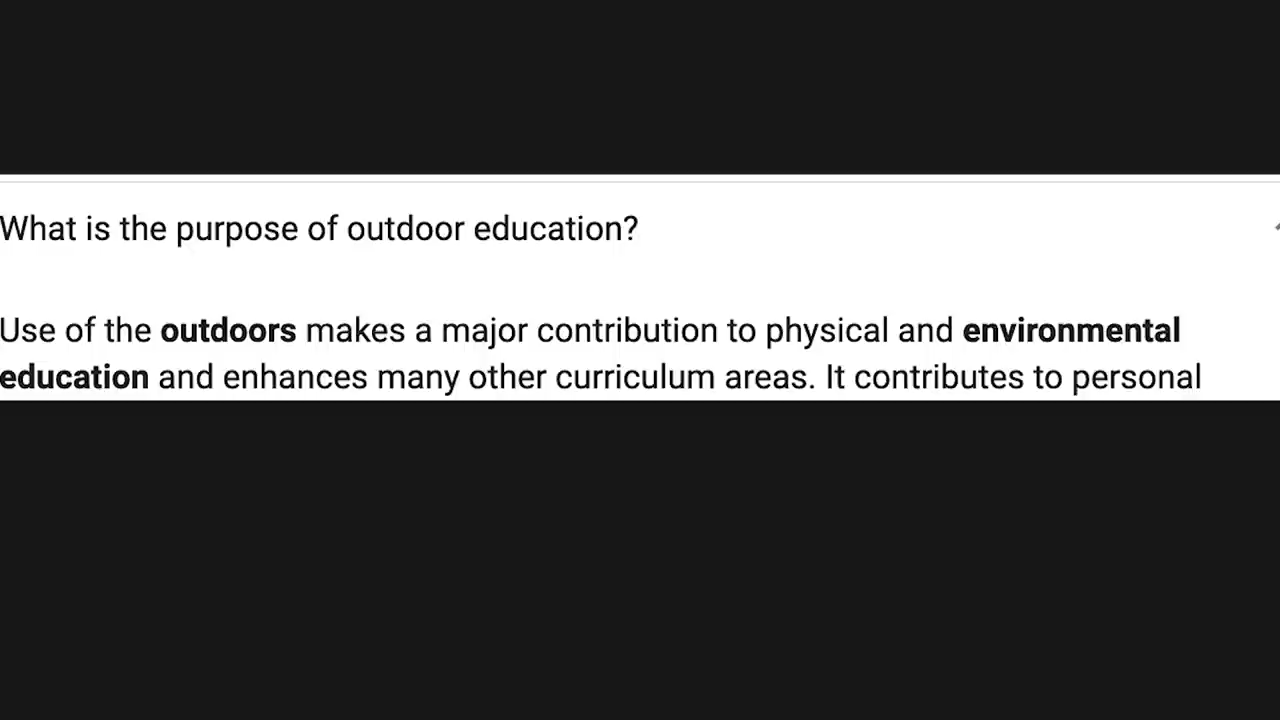 What is the purpose of outdoor education?
Use of the outdoors makes a major contribution to physical and environmental
education and enhances many other curriculum areas. It contributes to personal